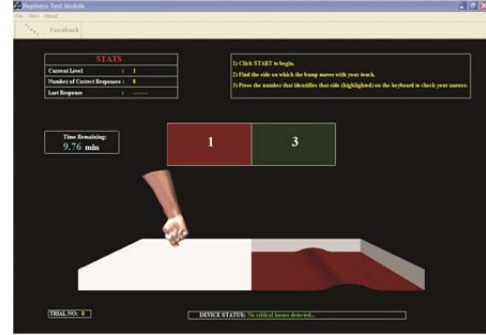 Haptness Test Module
File View About
Feedback
STATS
Current Level : 1
Number of Correct Responses : 0
Last Response : -------
1) Click START to begin.
2) Find the side on which the bump moves with your touch.
3) Press the number that identifies that side (highlighted) on the keyboard to check your answer.
Time Remaining:
9.76 min
1
3
TRIAL NO: 0
DEVICE STATUS: No critical issues detected...